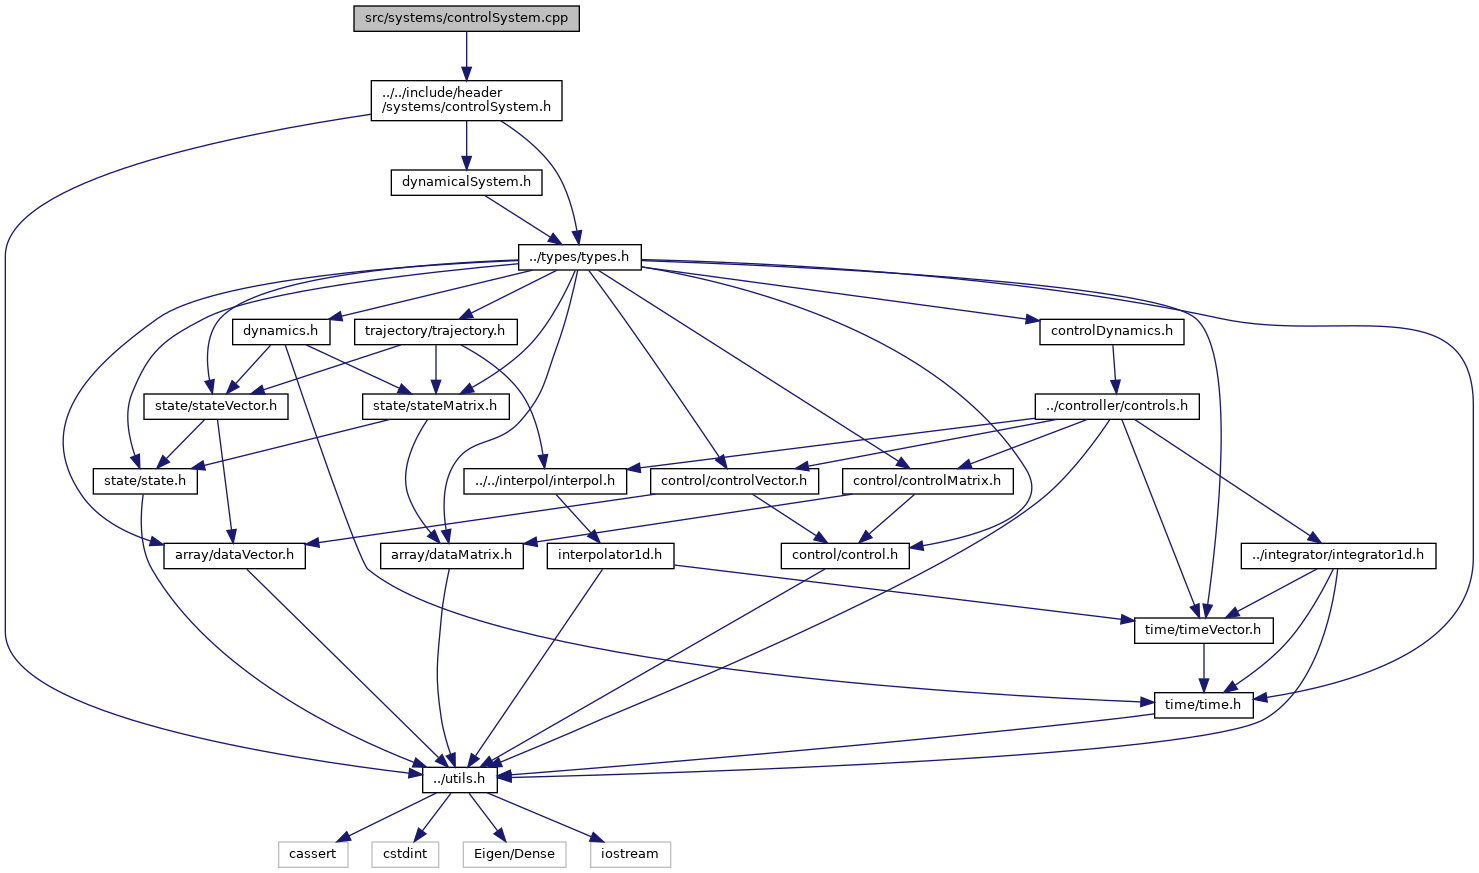 src/systems/controlSystem.cpp
../../include/header
/systems/controlSystem.h
dynamicalSystem.h
../types/types.h
dynamics.h
trajectory/trajectory.h
controlDynamics.h
state/stateVector.h
state/stateMatrix.h
../controller/controls.h
state/state.h
../../interpol/interpol.h
control/controlVector.h
control/controlMatrix.h
array/dataVector.h
array/dataMatrix.h
interpolator1d.h
control/control.h
../integrator/integrator1d.h
time/timeVector.h
time/time.h
../utils.h
cassert
cstdint
Eigen/Dense
iostream